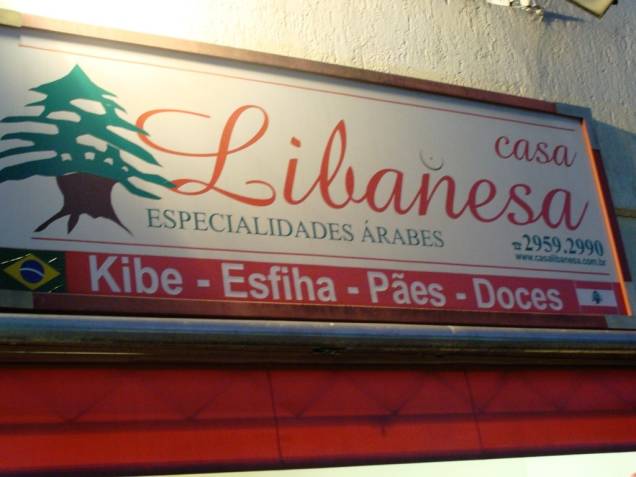 casa
Libanesa
ESPECIALIDADES ÁRABES
2959.2990
www.casalibanesa.com.br
Kibe - Esfiha - Pães - Doces